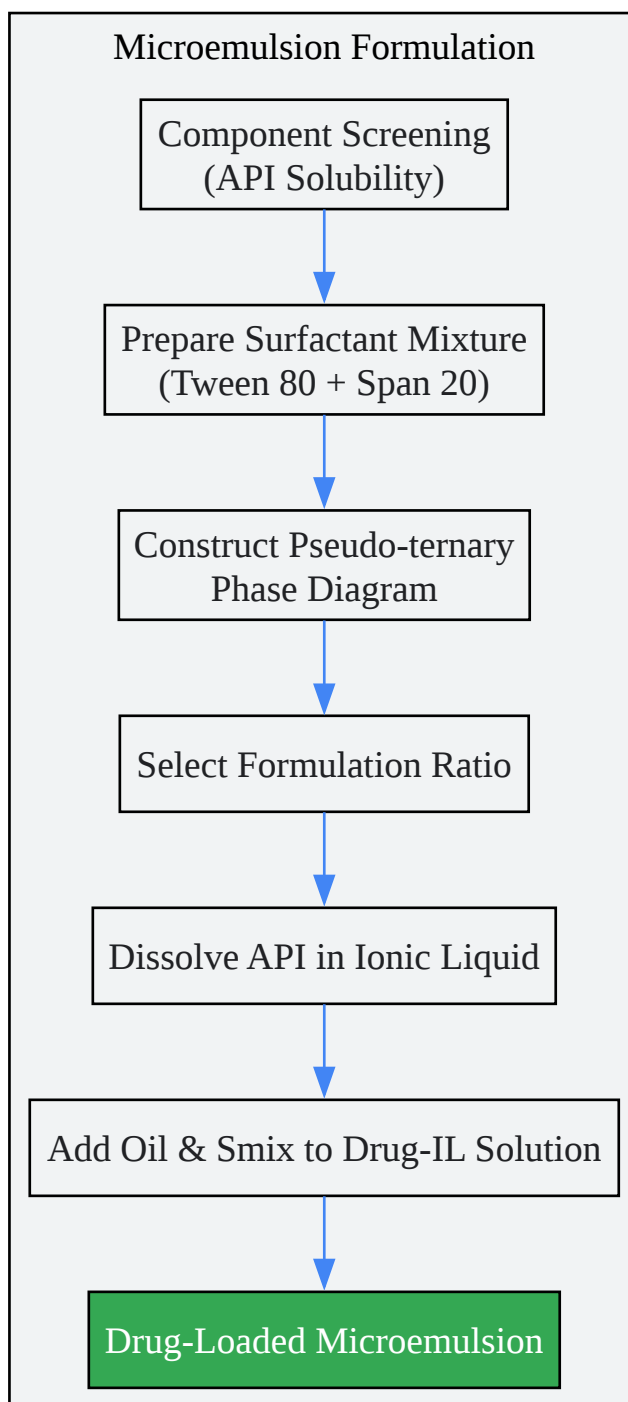 Microemulsion Formulation
Component Screening
(API Solubility)
Prepare Surfactant Mixture
(Tween 80 + Span 20)
Construct Pseudo-ternary
Phase Diagram
Select Formulation Ratio
Dissolve API in Ionic Liquid
Add Oil & Smix to Drug-IL Solution
Drug-Loaded Microemulsion